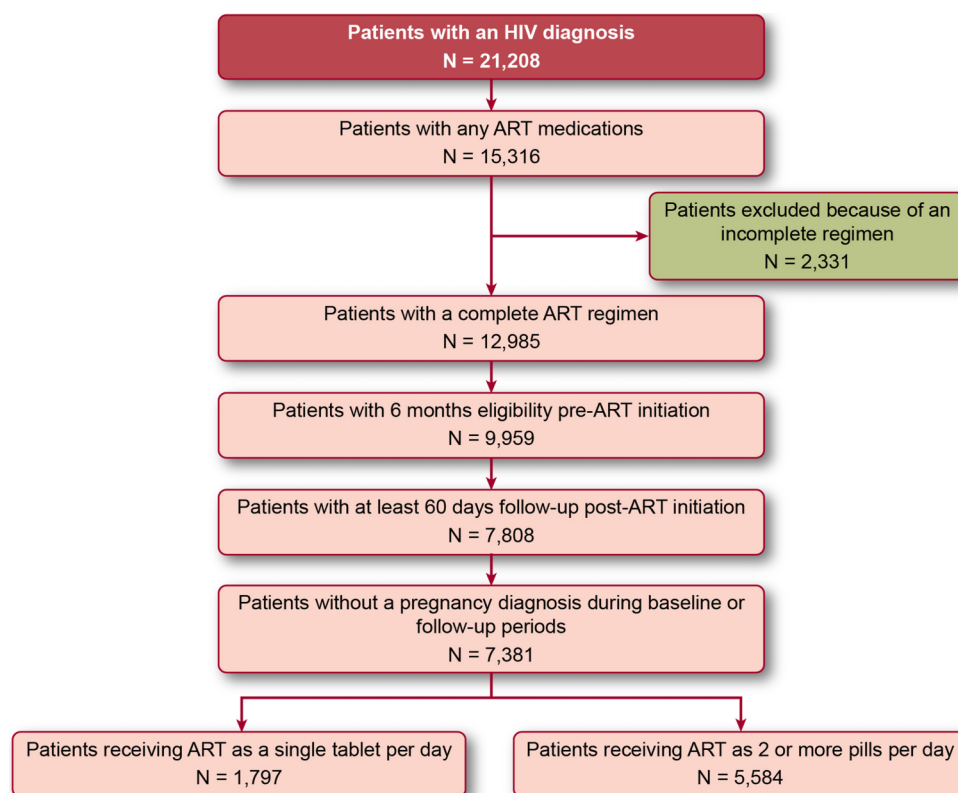 Patients with an HIV diagnosis
N = 21,208
Patients with any ART medications
N = 15,316
Patients excluded because of an
incomplete regimen
N = 2,331
Patients with a complete ART regimen
N = 12,985
Patients with 6 months eligibility pre-ART initiation
N = 9,959
Patients with at least 60 days follow-up post-ART initiation
N = 7,808
Patients without a pregnancy diagnosis during baseline or
follow-up periods
N = 7,381
Patients receiving ART as a single tablet per day
N = 1,797
Patients receiving ART as 2 or more pills per day
N = 5,584